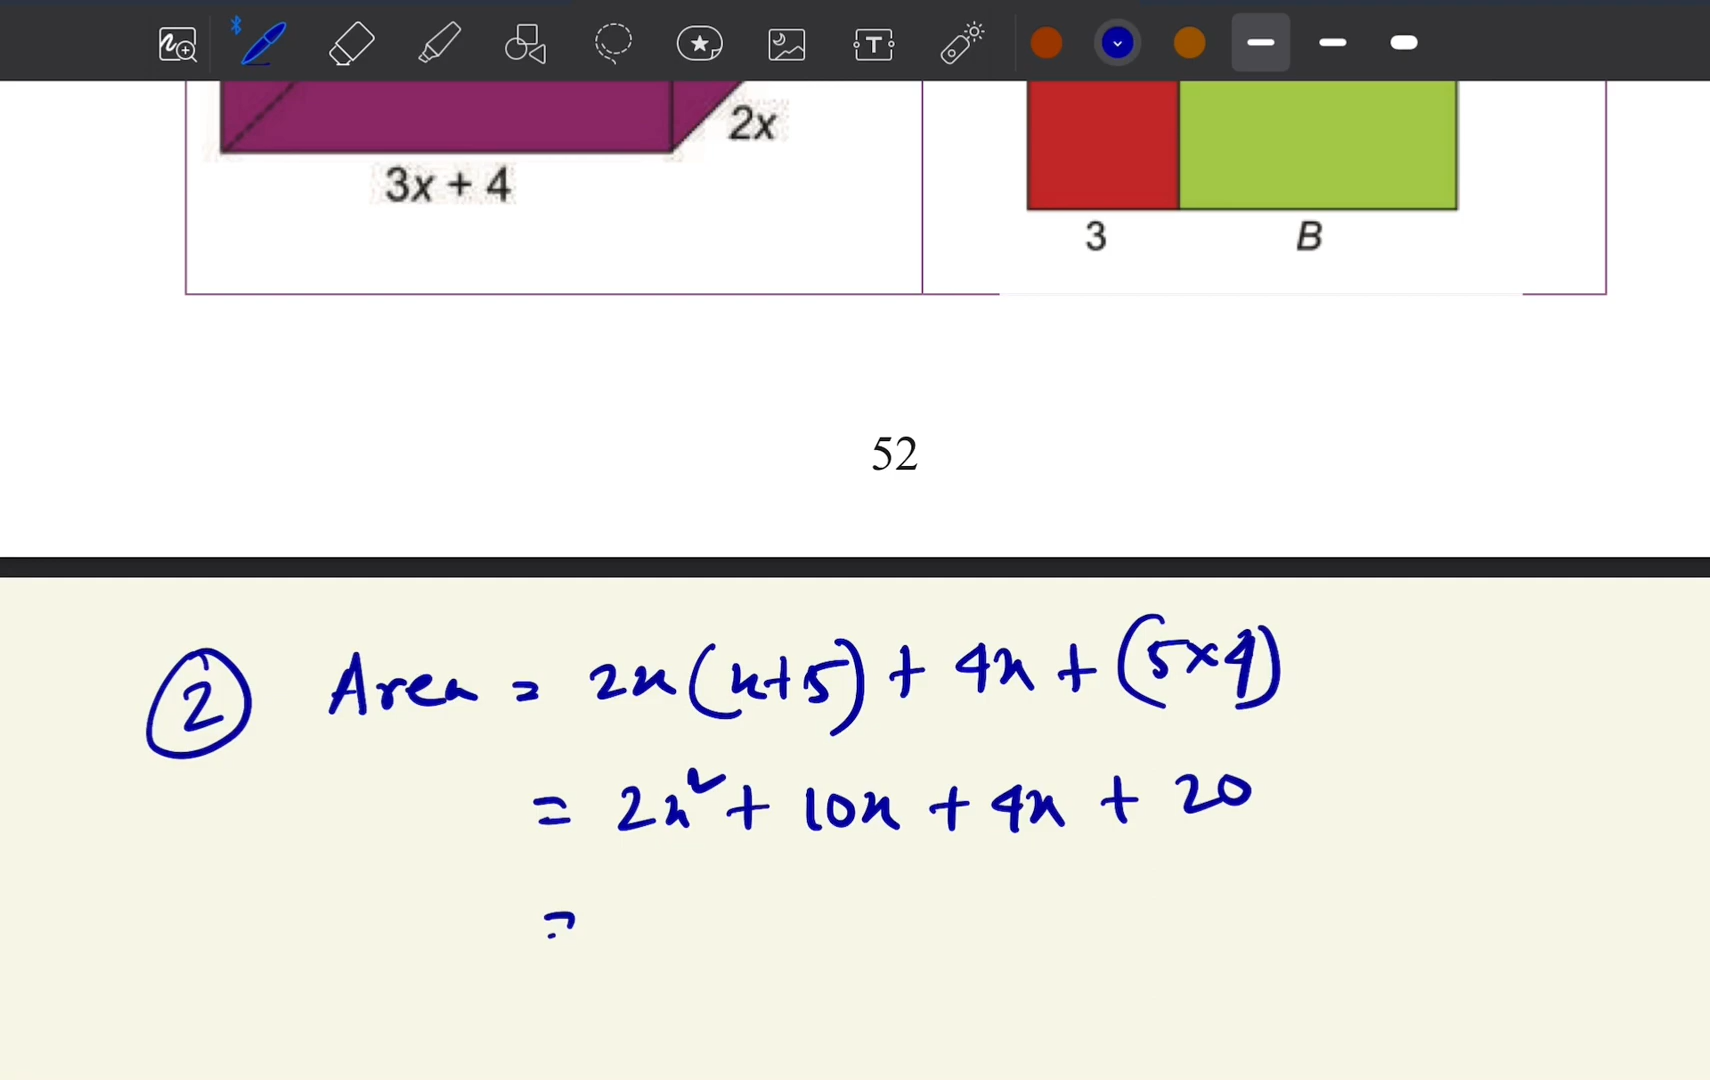 2x
3x + 4
3 B
52
② Area = 2x(x+5) + 4x + (5×4)
= 2x² + 10x + 4x + 20
=